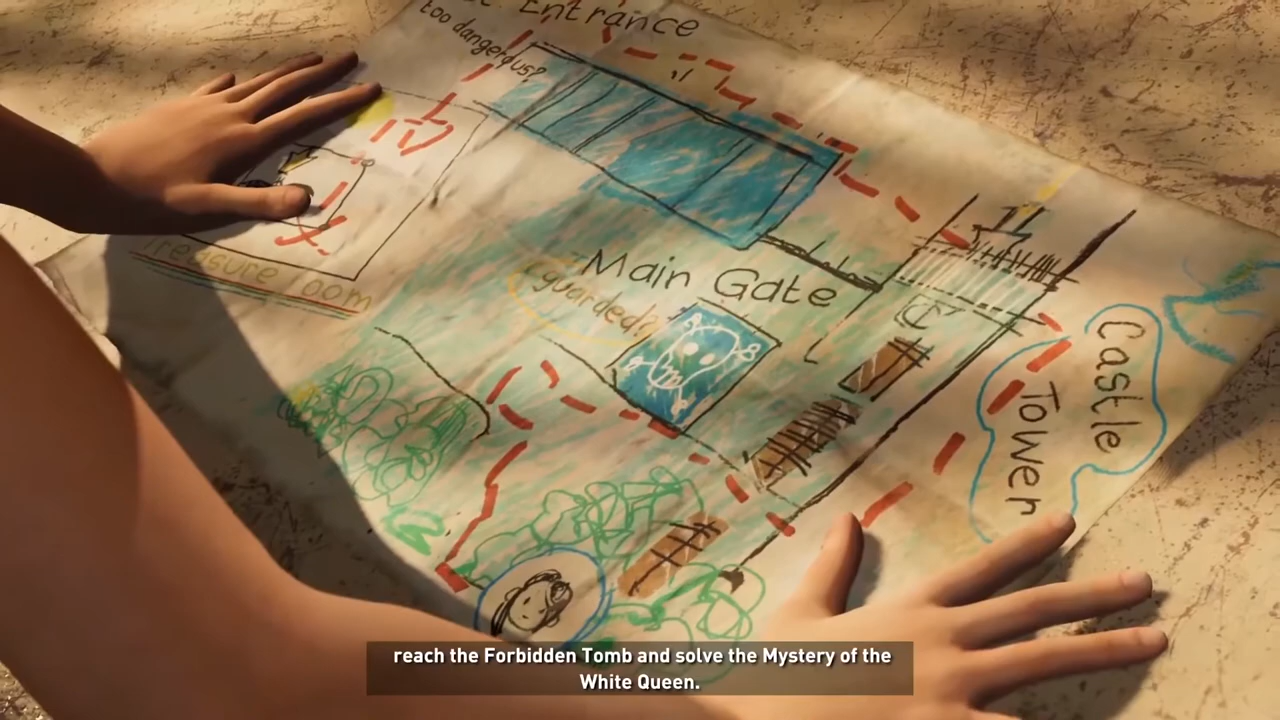 Entrance
too dangerous?
Main Gate
(guarded?)
Treasure room
Castle
Tower
reach the Forbidden Tomb and solve the Mystery of the
White Queen.